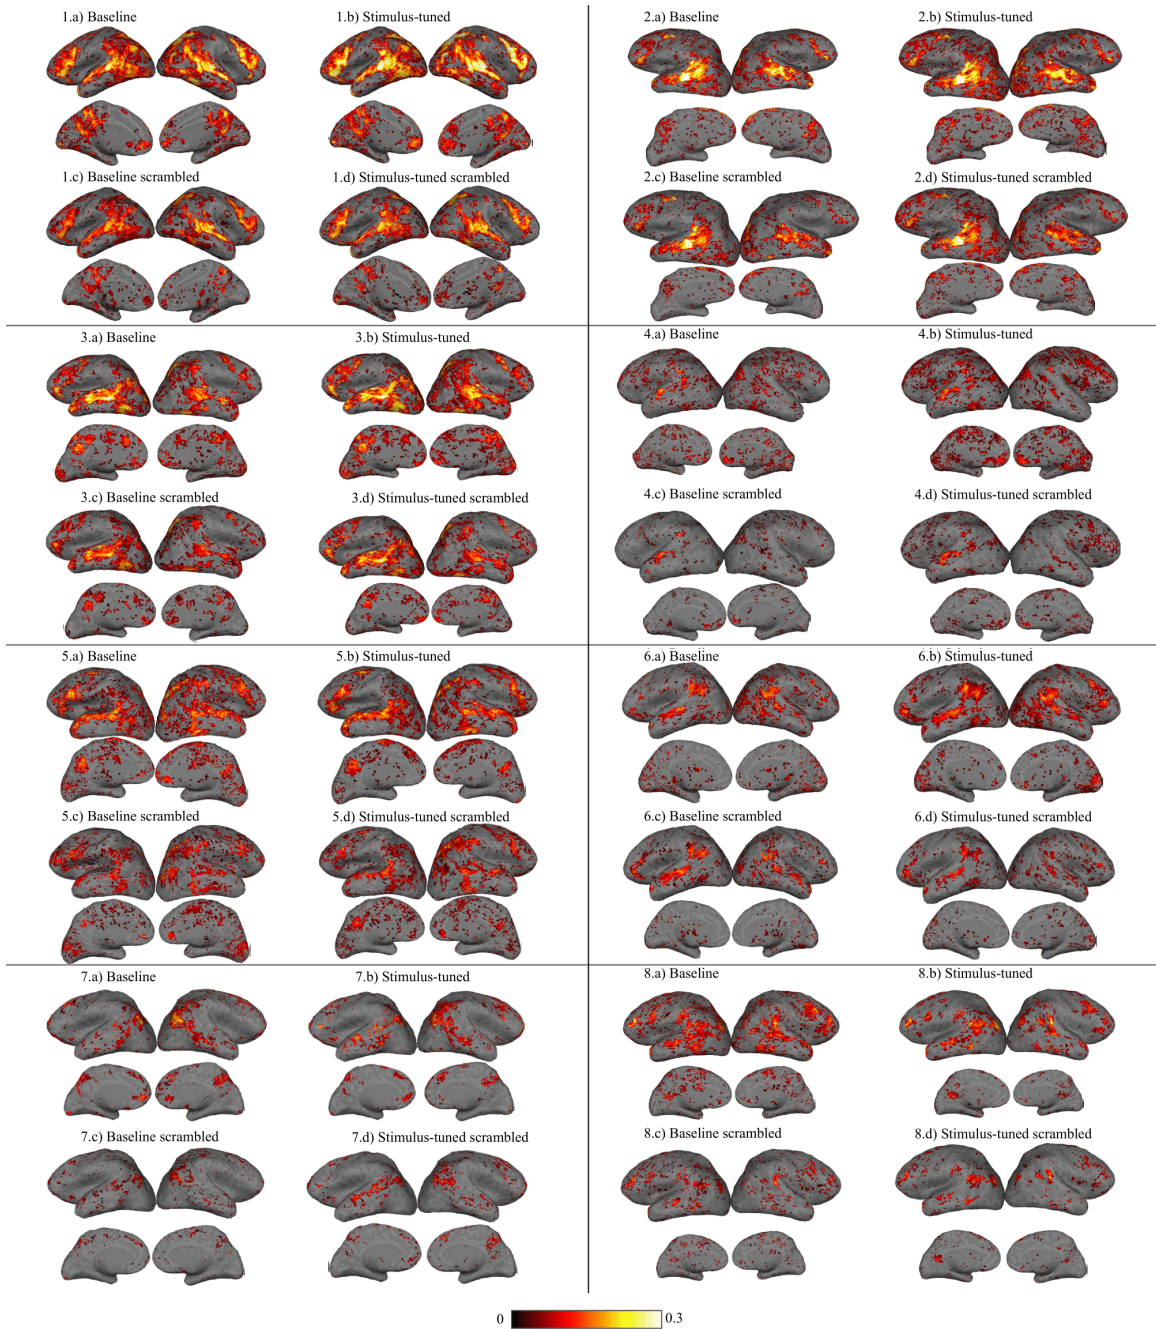 1.a) Baseline
1.b) Stimulus-tuned
2.a) Baseline
2.b) Stimulus-tuned
1.c) Baseline scrambled
1.d) Stimulus-tuned scrambled
2.c) Baseline scrambled
2.d) Stimulus-tuned scrambled
3.a) Baseline
3.b) Stimulus-tuned
4.a) Baseline
4.b) Stimulus-tuned
3.c) Baseline scrambled
3.d) Stimulus-tuned scrambled
4.c) Baseline scrambled
4.d) Stimulus-tuned scrambled
5.a) Baseline
5.b) Stimulus-tuned
6.a) Baseline
6.b) Stimulus-tuned
5.c) Baseline scrambled
5.d) Stimulus-tuned scrambled
6.c) Baseline scrambled
6.d) Stimulus-tuned scrambled
7.a) Baseline
7.b) Stimulus-tuned
8.a) Baseline
8.b) Stimulus-tuned
7.c) Baseline scrambled
7.d) Stimulus-tuned scrambled
8.c) Baseline scrambled
8.d) Stimulus-tuned scrambled
0 0.3